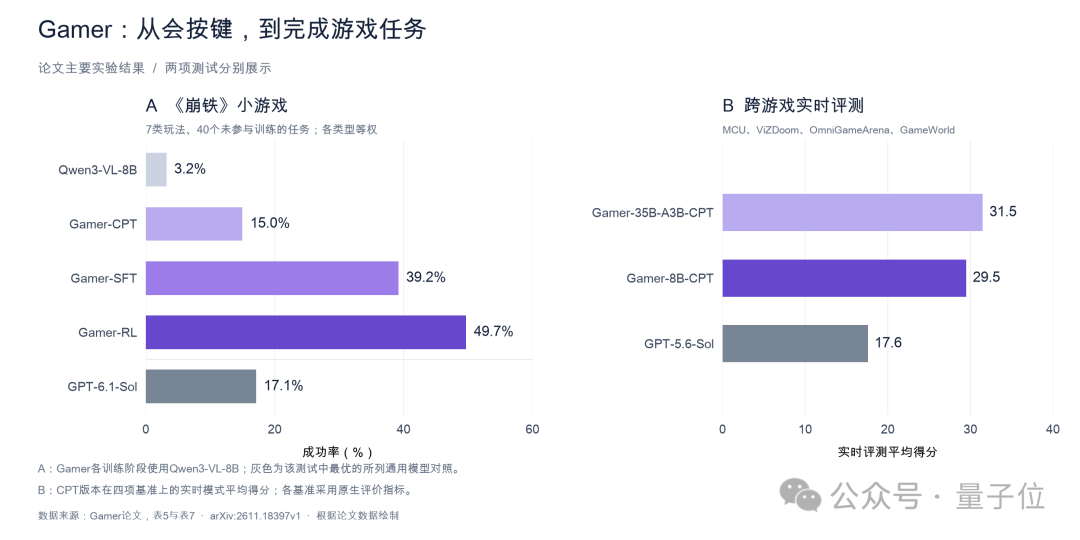 Gamer：从会按键，到完成游戏任务
论文主要实验结果 / 两项测试分别展示
A 《崩铁》小游戏
7类玩法、40个未参与训练的任务；各类型等权
Qwen3-VL-8B
3.2%
Gamer-CPT
15.0%
Gamer-SFT
39.2%
Gamer-RL
49.7%
GPT-6.1-Sol
17.1%
0
20
40
60
成功率（%）
B 跨游戏实时评测
MCU、ViZDoom、OmniGameArena、GameWorld
Gamer-35B-A3B-CPT
31.5
Gamer-8B-CPT
29.5
GPT-5.6-Sol
17.6
0
10
20
30
40
实时评测平均得分
A：Gamer各训练阶段使用Qwen3-VL-8B；灰色为该测试中最优的所列通用模型对照。
B：CPT版本在四项基准上的实时模式平均得分；各基准采用原生评价指标。
数据来源：Gamer论文，表5与表7 · arXiv:2611.18397v1 · 根据论文数据绘制
公众号 · 量子位